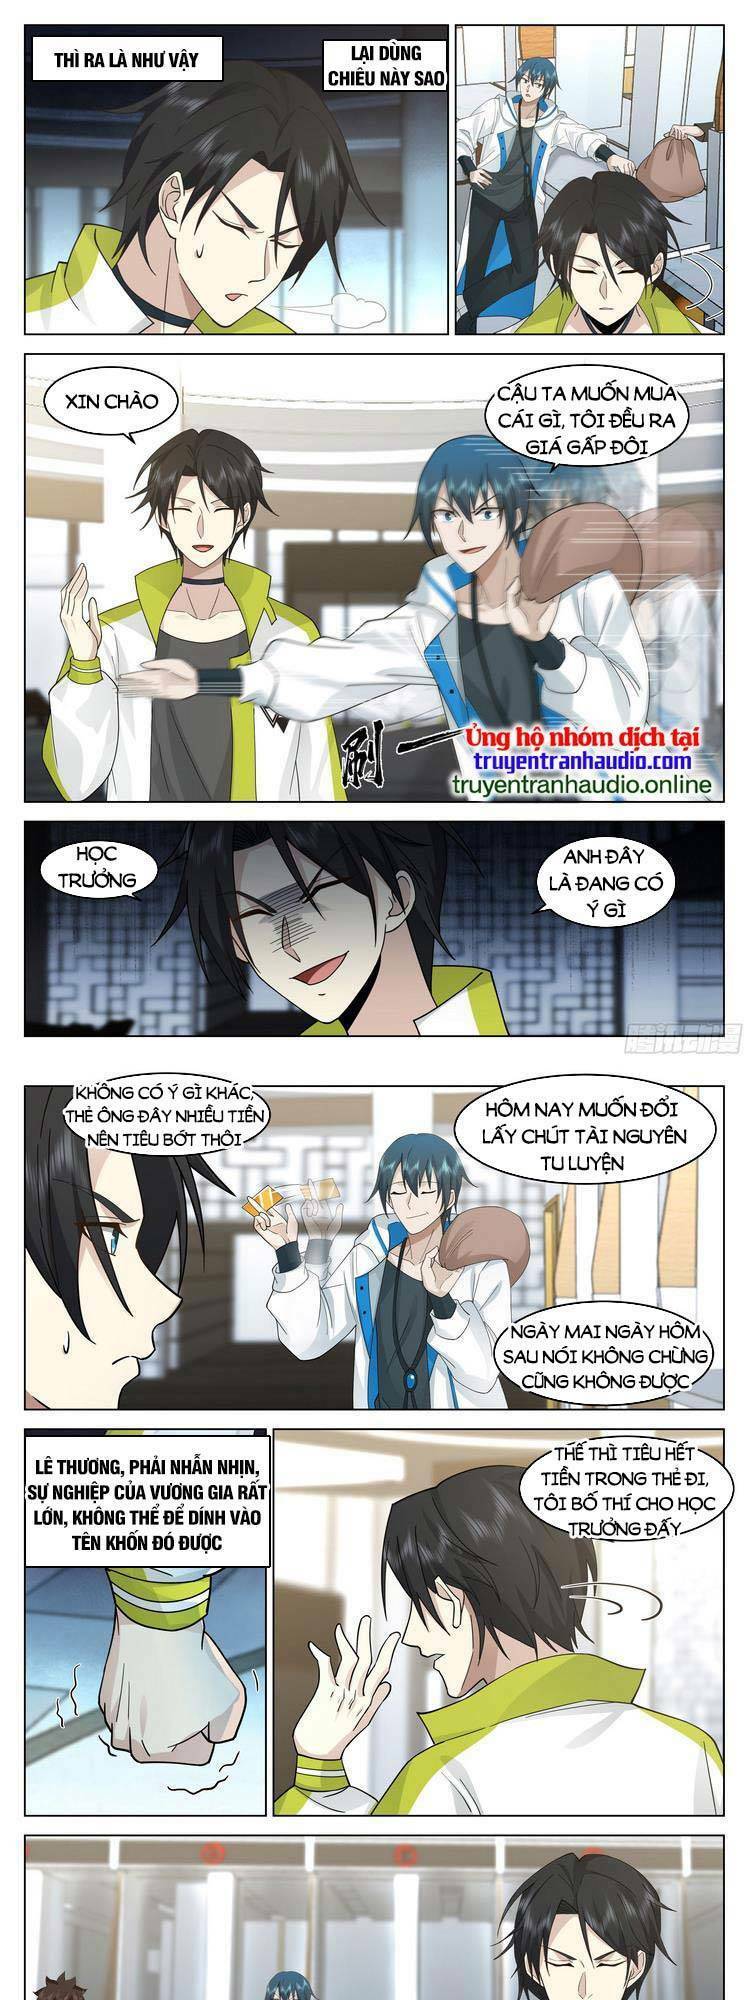 THÌ RA LÀ NHƯ VẬY
LẠI DÙNG
CHIÊU NÀY SAO
XIN CHÀO
CẬU TA MUỐN MUA
CÁI GÌ, TÔI ĐỀU RA
GIÁ GẤP ĐÔI
刷
Ủng hộ nhóm dịch tại
truyentranhaudio.com
truyentranhaudio.online
HỌC
TRƯỞNG
ANH ĐÂY
LÀ ĐANG CÓ
Ý GÌ
腾讯动漫
KHÔNG CÓ Ý GÌ KHÁC,
THẺ ÔNG ĐÂY NHIỀU TIỀN
NÊN TIÊU BỚT THÔI
HÔM NAY MUỐN ĐỔI
LẤY CHÚT TÀI NGUYÊN
TU LUYỆN
NGÀY MAI NGÀY HÔM
SAU NÓI KHÔNG CHỪNG
CŨNG KHÔNG ĐƯỢC
LÊ THƯƠNG, PHẢI NHẪN NHỊN,
SỰ NGHIỆP CỦA VƯƠNG GIA RẤT
LỚN, KHÔNG THỂ ĐỂ DÍNH VÀO
TÊN KHỐN ĐÓ ĐƯỢC
THẾ THÌ TIÊU HẾT
TIỀN TRONG THẺ ĐI,
TÔI BỐ THÍ CHO HỌC
TRƯỞNG ĐẤY